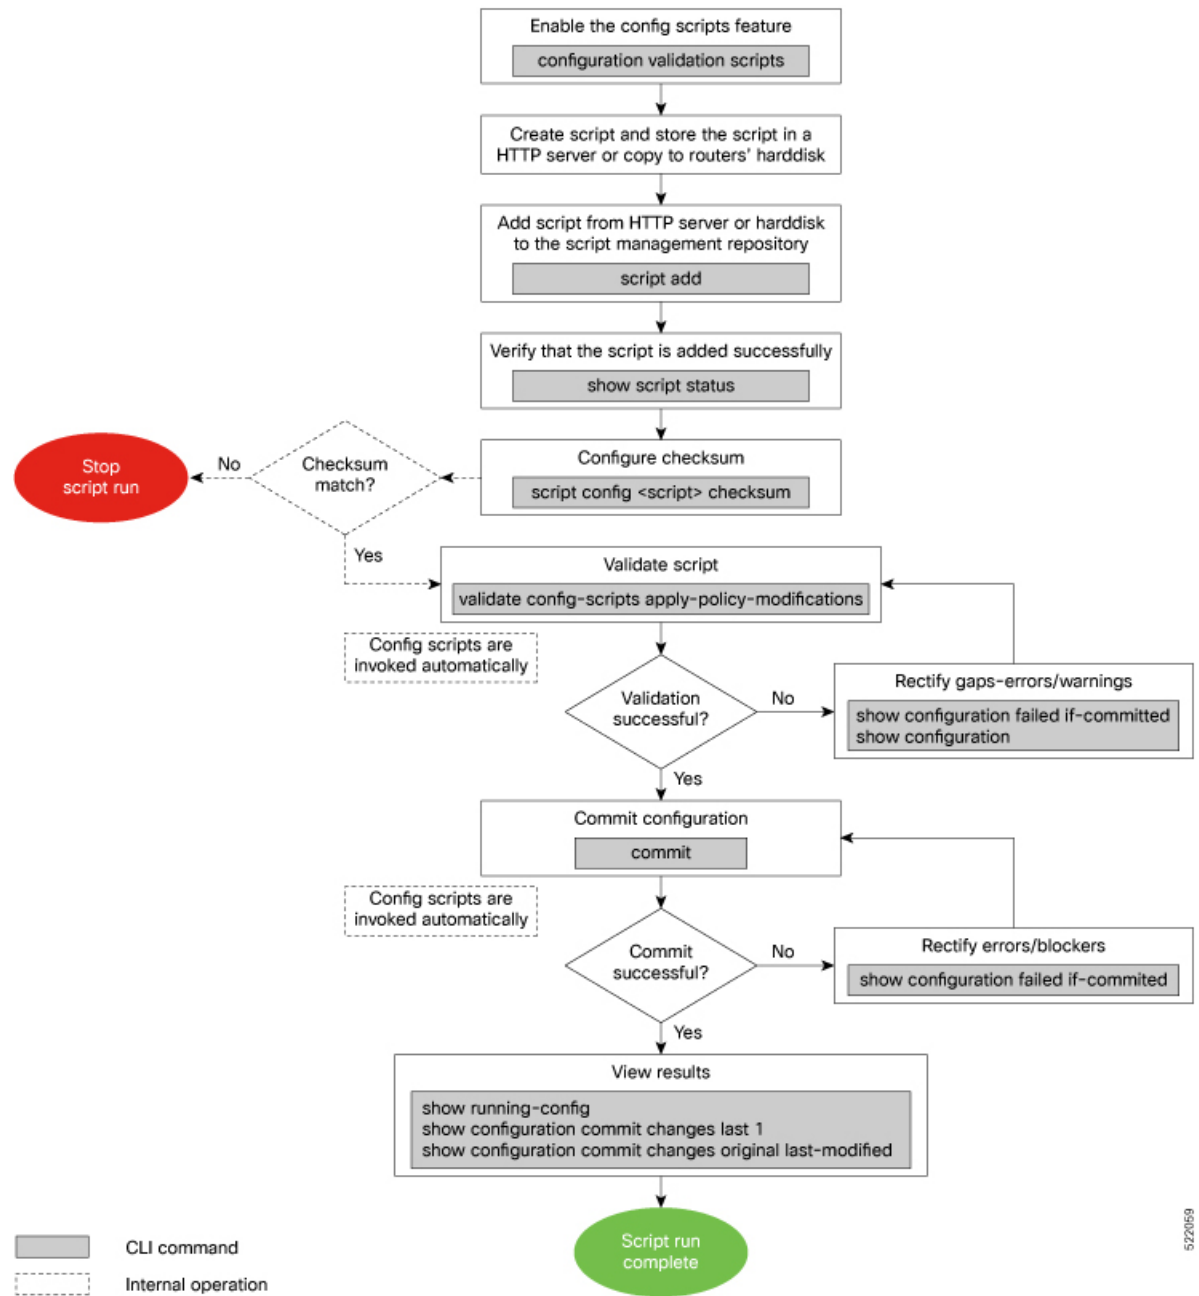 Enable the config scripts feature
configuration validation scripts
Create script and store the script in a
HTTP server or copy to routers' harddisk
Add script from HTTP server or harddisk
to the script management repository
script add
Verify that the script is added successfully
show script status
Configure checksum
script config <script> checksum
Checksum
match?
No
Stop
script run
Yes
Validate script
validate config-scripts apply-policy-modifications
Config scripts are
invoked automatically
Validation
successful?
No
Rectify gaps-errors/warnings
show configuration failed if-committed
show configuration
Yes
Commit configuration
commit
Config scripts are
invoked automatically
Commit
successful?
No
Rectify errors/blockers
show configuration failed if-commited
Yes
View results
show running-config
show configuration commit changes last 1
show configuration commit changes original last-modified
Script run
complete
CLI command
Internal operation
522059